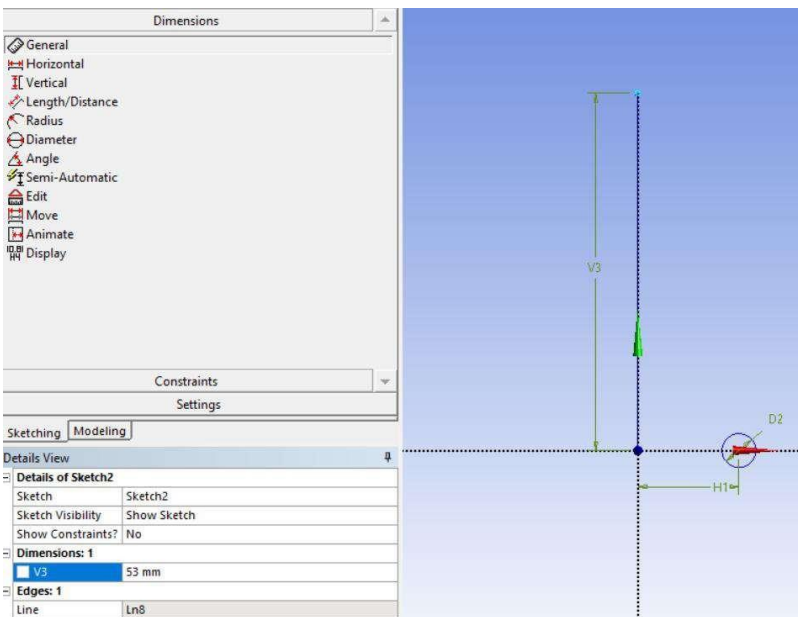 Dimensions
General
Horizontal
Vertical
Length/Distance
Radius
Diameter
Angle
Semi-Automatic
Edit
Move
Animate
Display
Constraints
Settings
Sketching Modeling
Details View
Details of Sketch2
Sketch Sketch2
Sketch Visibility Show Sketch
Show Constraints? No
Dimensions: 1
V3 53 mm
Edges: 1
Line Ln8
V3
D2
H1